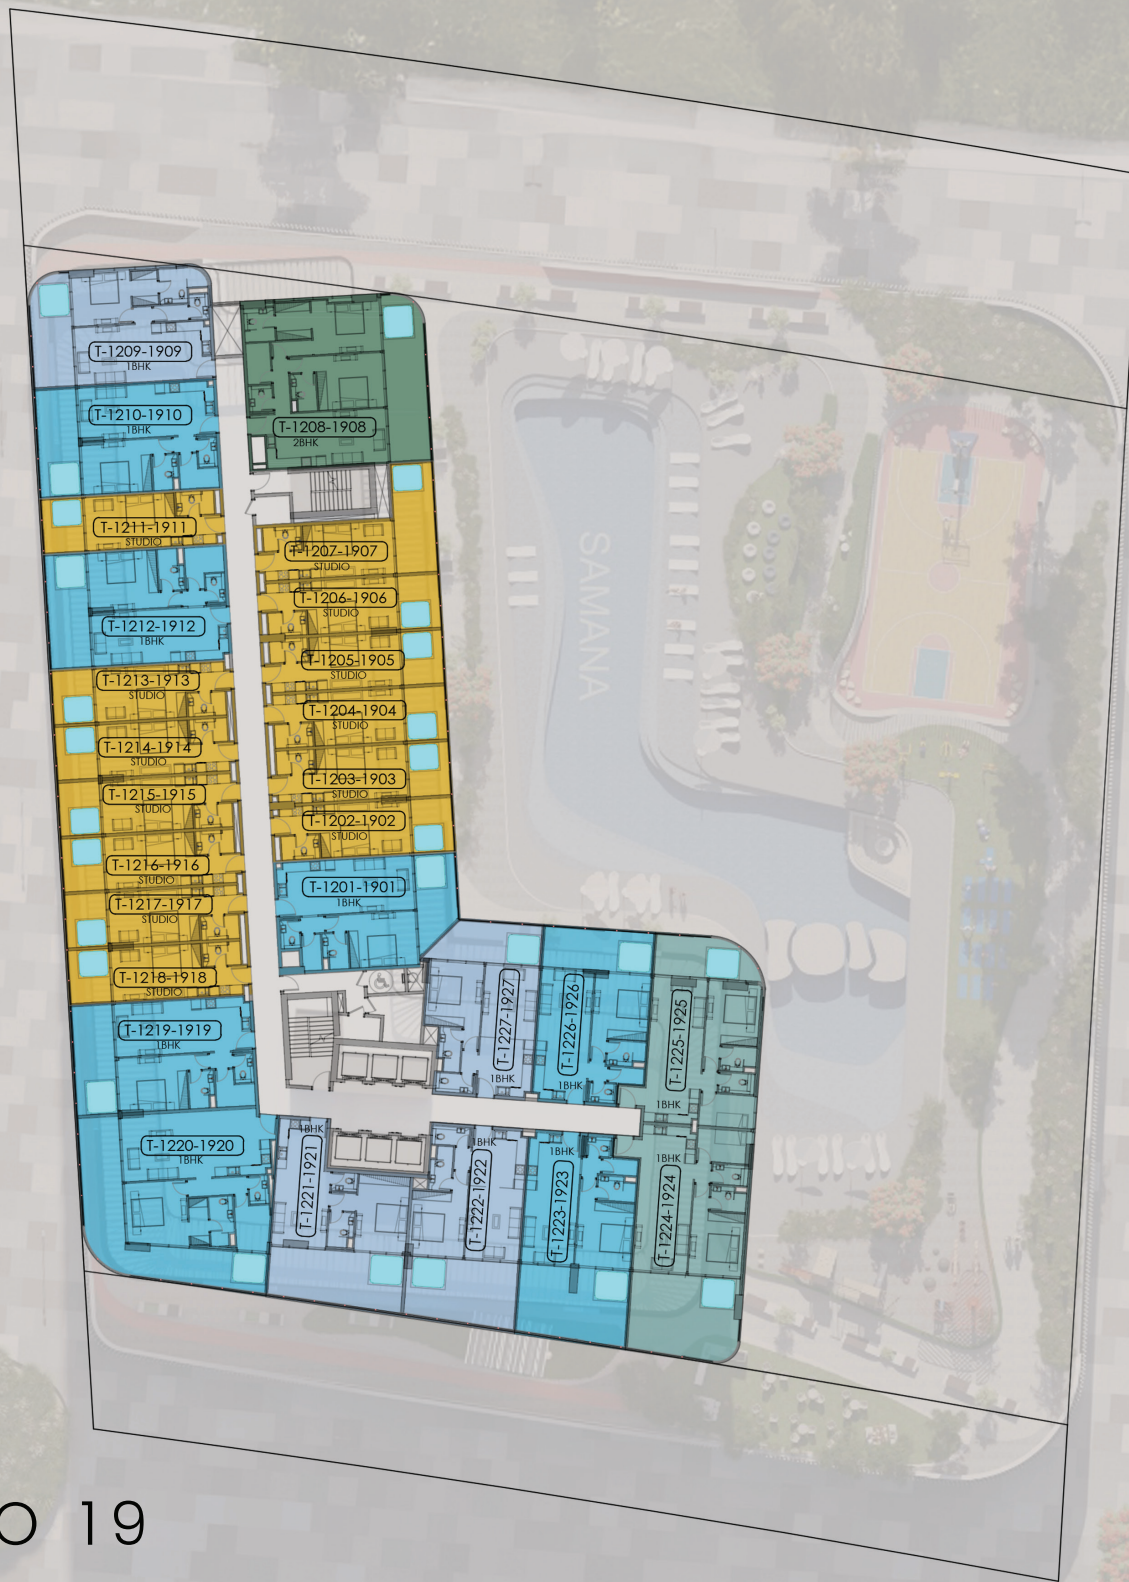 T-1209-1909
1BHK
T-1210-1910
1BHK
T-1208-1908
2BHK
T-1211-1911
STUDIO
T-1207-1907
STUDIO
T-1206-1906
STUDIO
T-1212-1912
1BHK
T-1205-1905
STUDIO
T-1213-1913
STUDIO
T-1204-1904
STUDIO
T-1214-1914
STUDIO
T-1203-1903
STUDIO
T-1215-1915
STUDIO
T-1202-1902
STUDIO
T-1216-1916
STUDIO
T-1201-1901
1BHK
T-1217-1917
STUDIO
T-1218-1918
STUDIO
T-1219-1919
1BHK
T-1220-1920
1BHK
T-1227-1927
1BHK
T-1226-1926
1BHK
T-1225-1925
1BHK
1BHK
T-1221-1921
1BHK
T-1222-1922
1BHK
T-1223-1923
1BHK
T-1224-1924
SAMANA
O 19